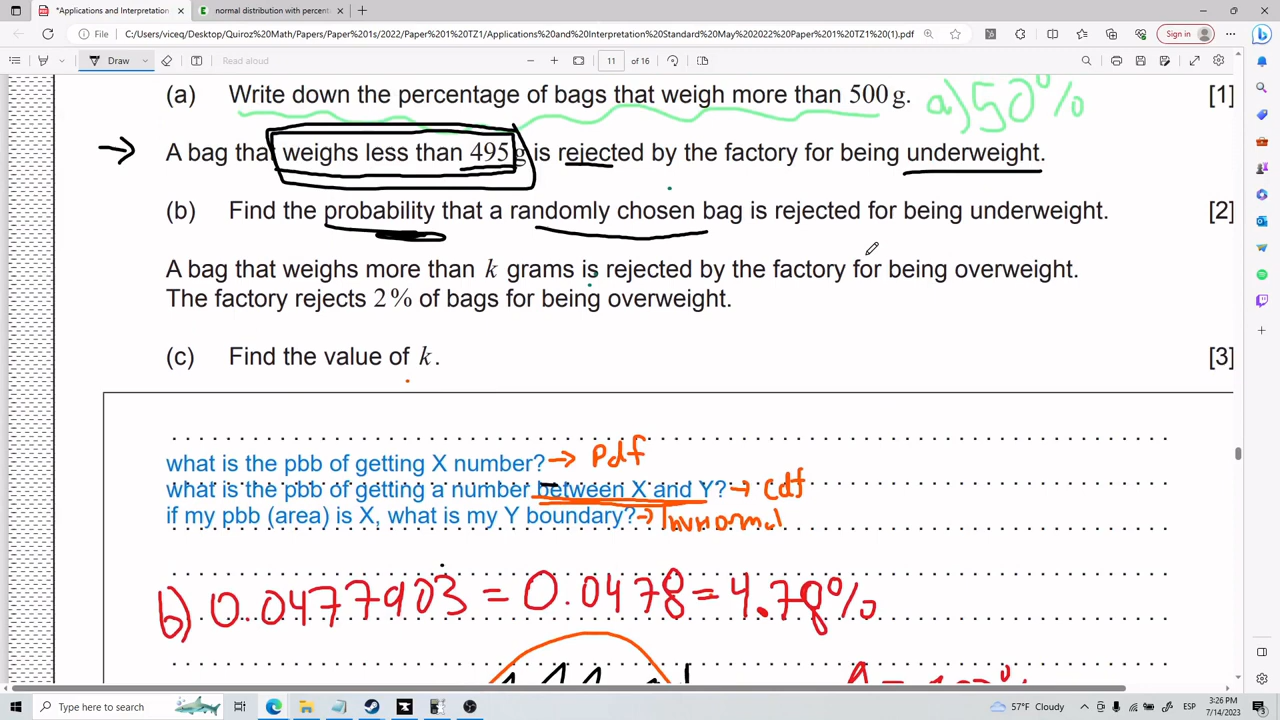 *Applications and Interpretation
normal distribution with percenta
File
C:/Users/viceq/Desktop/Quiroz%20Math/Papers/Paper%201s/2022/Paper%201%20TZ1/Applications%20and%20Interpretation%20Standard%20May%202022%20Paper%201%20TZ1%20(1).pdf
Sign in
Draw
Read aloud
11 of 16
(a) Write down the percentage of bags that weigh more than 500 g. a) 50% [1]
A bag that weighs less than 495 g is rejected by the factory for being underweight.
(b) Find the probability that a randomly chosen bag is rejected for being underweight. [2]
A bag that weighs more than k grams is rejected by the factory for being overweight.
The factory rejects 2% of bags for being overweight.
(c) Find the value of k. [3]
what is the pbb of getting X number? → pdf
what is the pbb of getting a number between X and Y? → cdf
if my pbb (area) is X, what is my Y boundary? → Invnormal
b) 0.0477903 = 0.0478 = 4.78%
Type here to search
57°F Cloudy
ESP
3:26 PM
7/14/2023